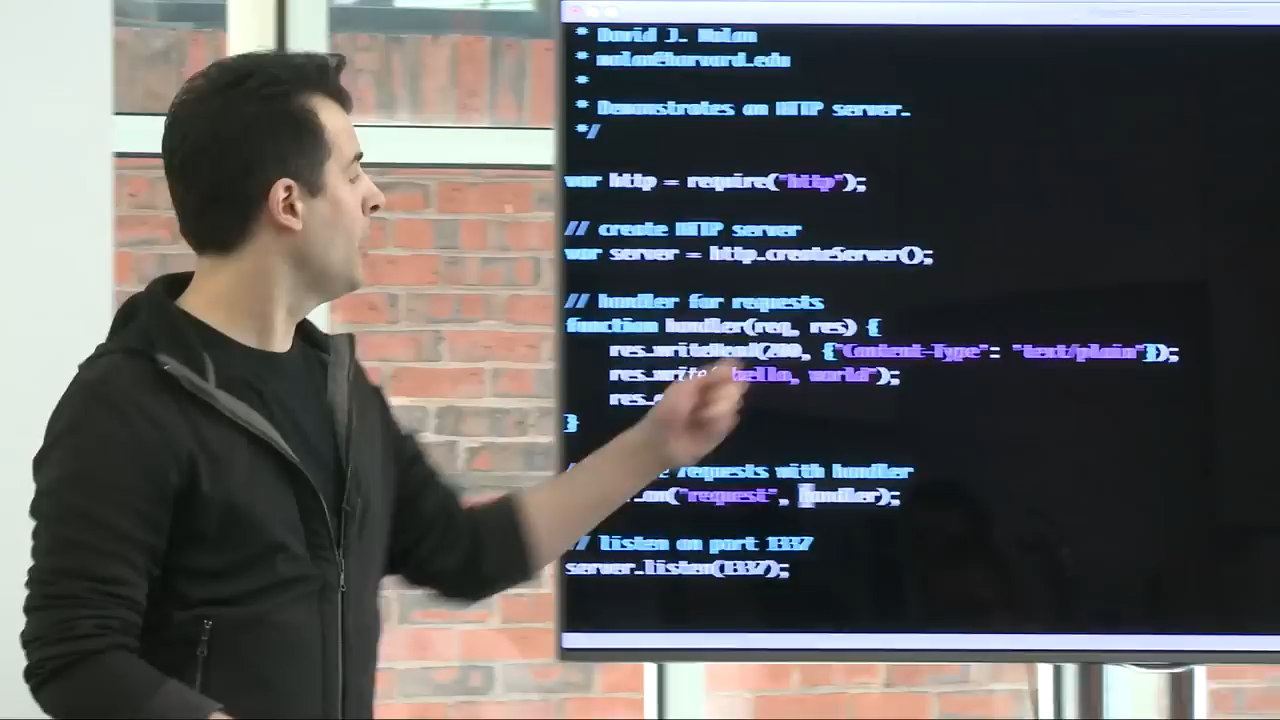 * David J. Malan
* malan@harvard.edu
*
* Demonstrates an HTTP server.
*/
var http = require("http");
// create HTTP server
var server = http.createServer();
// handler for requests
function handler(req, res) {
res.writeHead(200, {"Content-Type": "text/plain"});
res.write("hello, world");
res.
}
requests with handler
.on("request", handler);
// listen on port 1337
server.listen(1337);